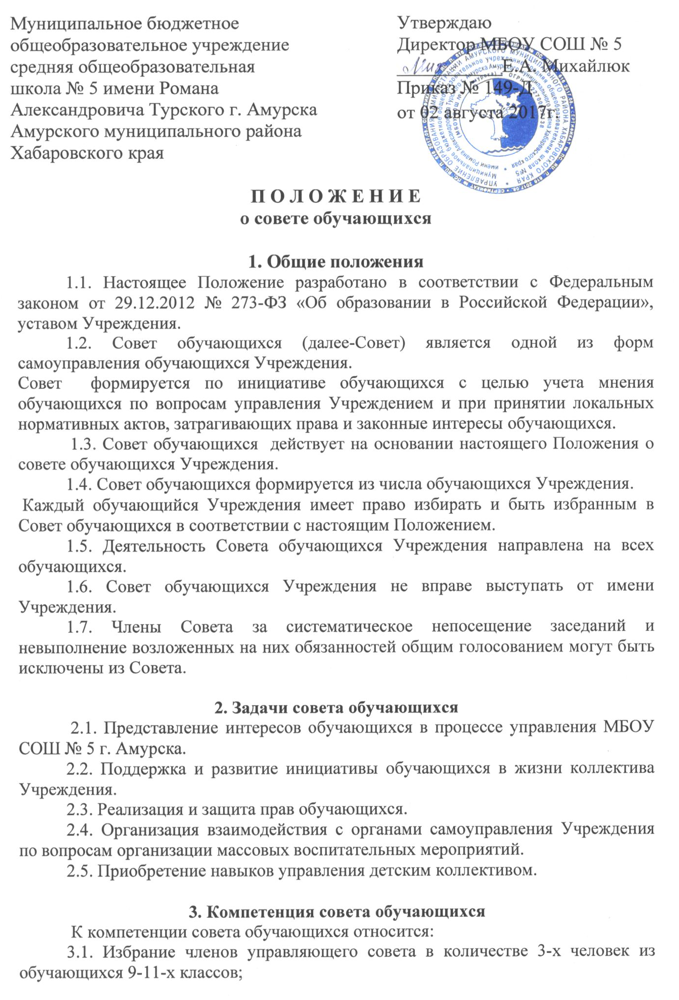 Муниципальное бюджетное
общеобразовательное учреждение
средняя общеобразовательная
школа № 5 имени Романа
Александровича Турского г. Амурска
Амурского муниципального района
Хабаровского края
Утверждаю
Директор МБОУ СОШ № 5
Е.А. Михайлюк
Приказ № 149-Д
от 02 августа 2017г.
УПРАВЛЕНИЕ ОБРАЗОВАНИЯ АДМИНИСТРАЦИИ АМУРСКОГО МУНИЦИПАЛЬНОГО РАЙОНА ХАБАРОВСКОГО КРАЯ
П О Л О Ж Е Н И Е
о совете обучающихся
1. Общие положения
1.1. Настоящее Положение разработано в соответствии с Федеральным
законом от 29.12.2012 № 273-ФЗ «Об образовании в Российской Федерации»,
уставом Учреждения.
1.2. Совет обучающихся (далее-Совет) является одной из форм
самоуправления обучающихся Учреждения.
Совет формируется по инициативе обучающихся с целью учета мнения
обучающихся по вопросам управления Учреждением и при принятии локальных
нормативных актов, затрагивающих права и законные интересы обучающихся.
1.3. Совет обучающихся действует на основании настоящего Положения о
совете обучающихся Учреждения.
1.4. Совет обучающихся формируется из числа обучающихся Учреждения.
Каждый обучающийся Учреждения имеет право избирать и быть избранным в
Совет обучающихся в соответствии с настоящим Положением.
1.5. Деятельность Совета обучающихся Учреждения направлена на всех
обучающихся.
1.6. Совет обучающихся Учреждения не вправе выступать от имени
Учреждения.
1.7. Члены Совета за систематическое непосещение заседаний и
невыполнение возложенных на них обязанностей общим голосованием могут быть
исключены из Совета.
2. Задачи совета обучающихся
2.1. Представление интересов обучающихся в процессе управления МБОУ
СОШ № 5 г. Амурска.
2.2. Поддержка и развитие инициативы обучающихся в жизни коллектива
Учреждения.
2.3. Реализация и защита прав обучающихся.
2.4. Организация взаимодействия с органами самоуправления Учреждения
по вопросам организации массовых воспитательных мероприятий.
2.5. Приобретение навыков управления детским коллективом.
3. Компетенция совета обучающихся
К компетенции совета обучающихся относится:
3.1. Избрание членов управляющего совета в количестве 3-х человек из
обучающихся 9-11-х классов;